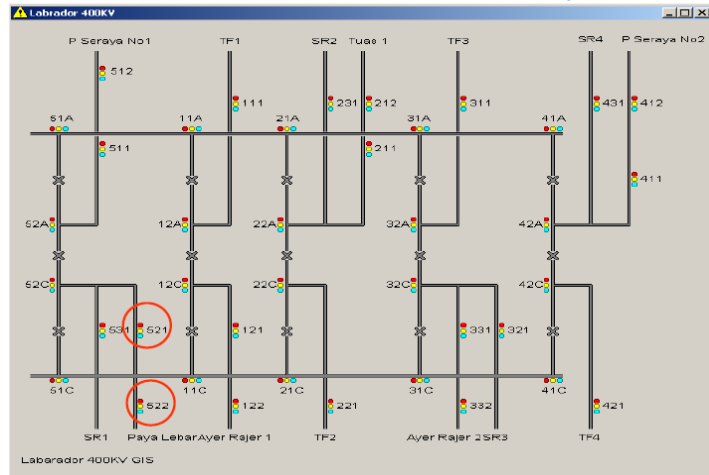 Labrador 400KV
P Seraya No1 TF1 SR2 Tuas 1 TF3 SR4 P Seraya No2
512
111 231 212 311 431 412
51A 11A 21A 31A 41A
511 211
411
52A 12A 22A 32A 42A
52C 12C 22C 32C 42C
531 521 121 331 321
51C 11C 21C 31C 41C
522 122 221 332 421
SR1 Paya Lebar Ayer Rajer 1 TF2 Ayer Rajer 2 SR3 TF4
Labarador 400KV GIS